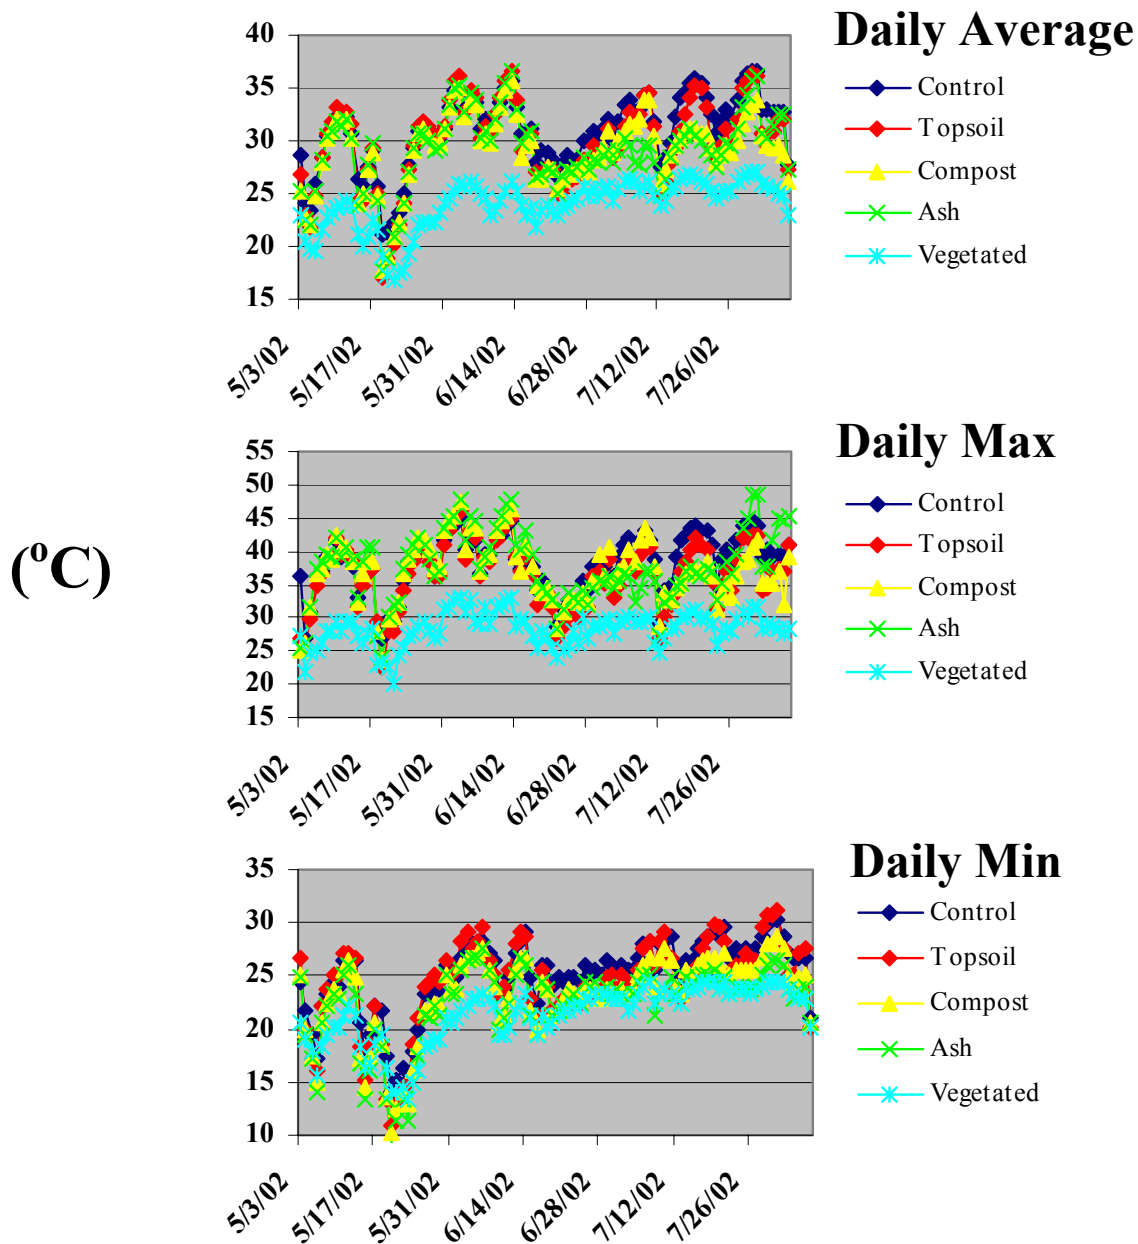 Daily Average
40
35
30
25
20
15
5/3/02
5/17/02
5/31/02
6/14/02
6/28/02
7/12/02
7/26/02
Control
Topsoil
Compost
Ash
Vegetated
Daily Max
55
50
45
40
35
30
25
20
15
5/3/02
5/17/02
5/31/02
6/14/02
6/28/02
7/12/02
7/26/02
Control
Topsoil
Compost
Ash
Vegetated
(°C)
Daily Min
35
30
25
20
15
10
5/3/02
5/17/02
5/31/02
6/14/02
6/28/02
7/12/02
7/26/02
Control
Topsoil
Compost
Ash
Vegetated